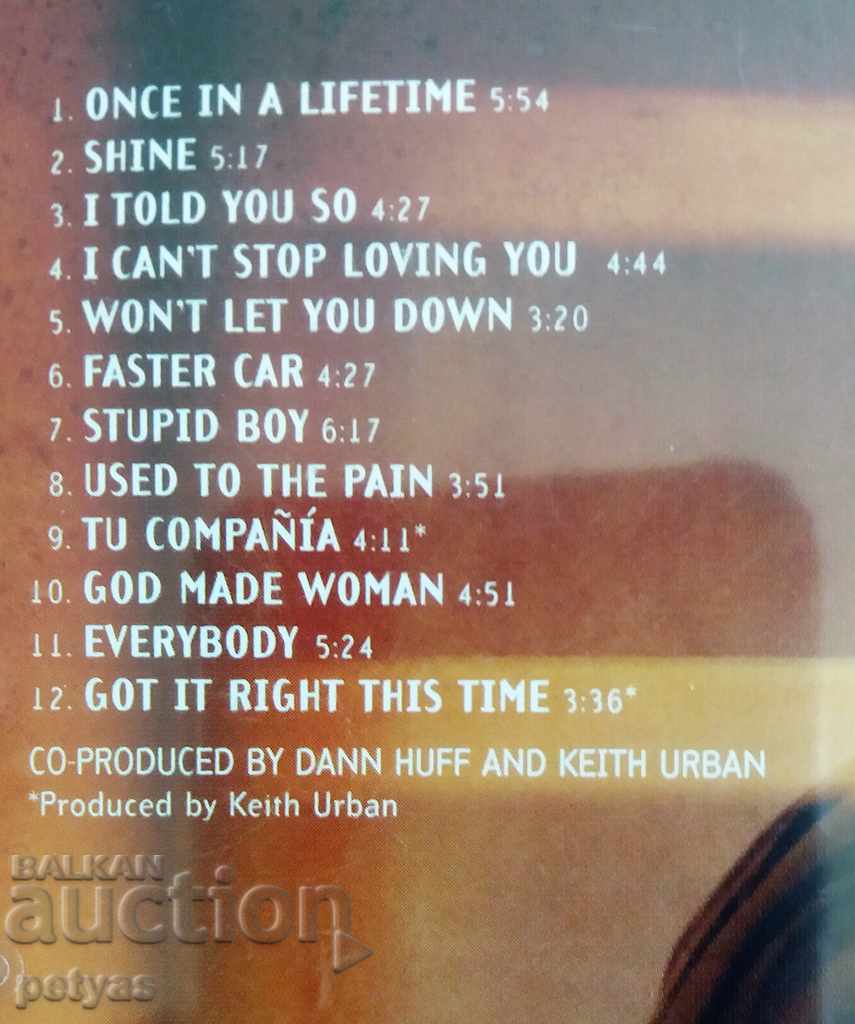 1. ONCE IN A LIFETIME 5:54
2. SHINE 5:17
3. I TOLD YOU SO 4:27
4. I CAN'T STOP LOVING YOU 4:44
5. WON'T LET YOU DOWN 3:20
6. FASTER CAR 4:27
7. STUPID BOY 6:17
8. USED TO THE PAIN 3:51
9. TU COMPAÑÍA 4:11*
10. GOD MADE WOMAN 4:51
11. EVERYBODY 5:24
12. GOT IT RIGHT THIS TIME 3:36*
CO-PRODUCED BY DANN HUFF AND KEITH URBAN
*Produced by Keith Urban
BALKAN
auction
petyas